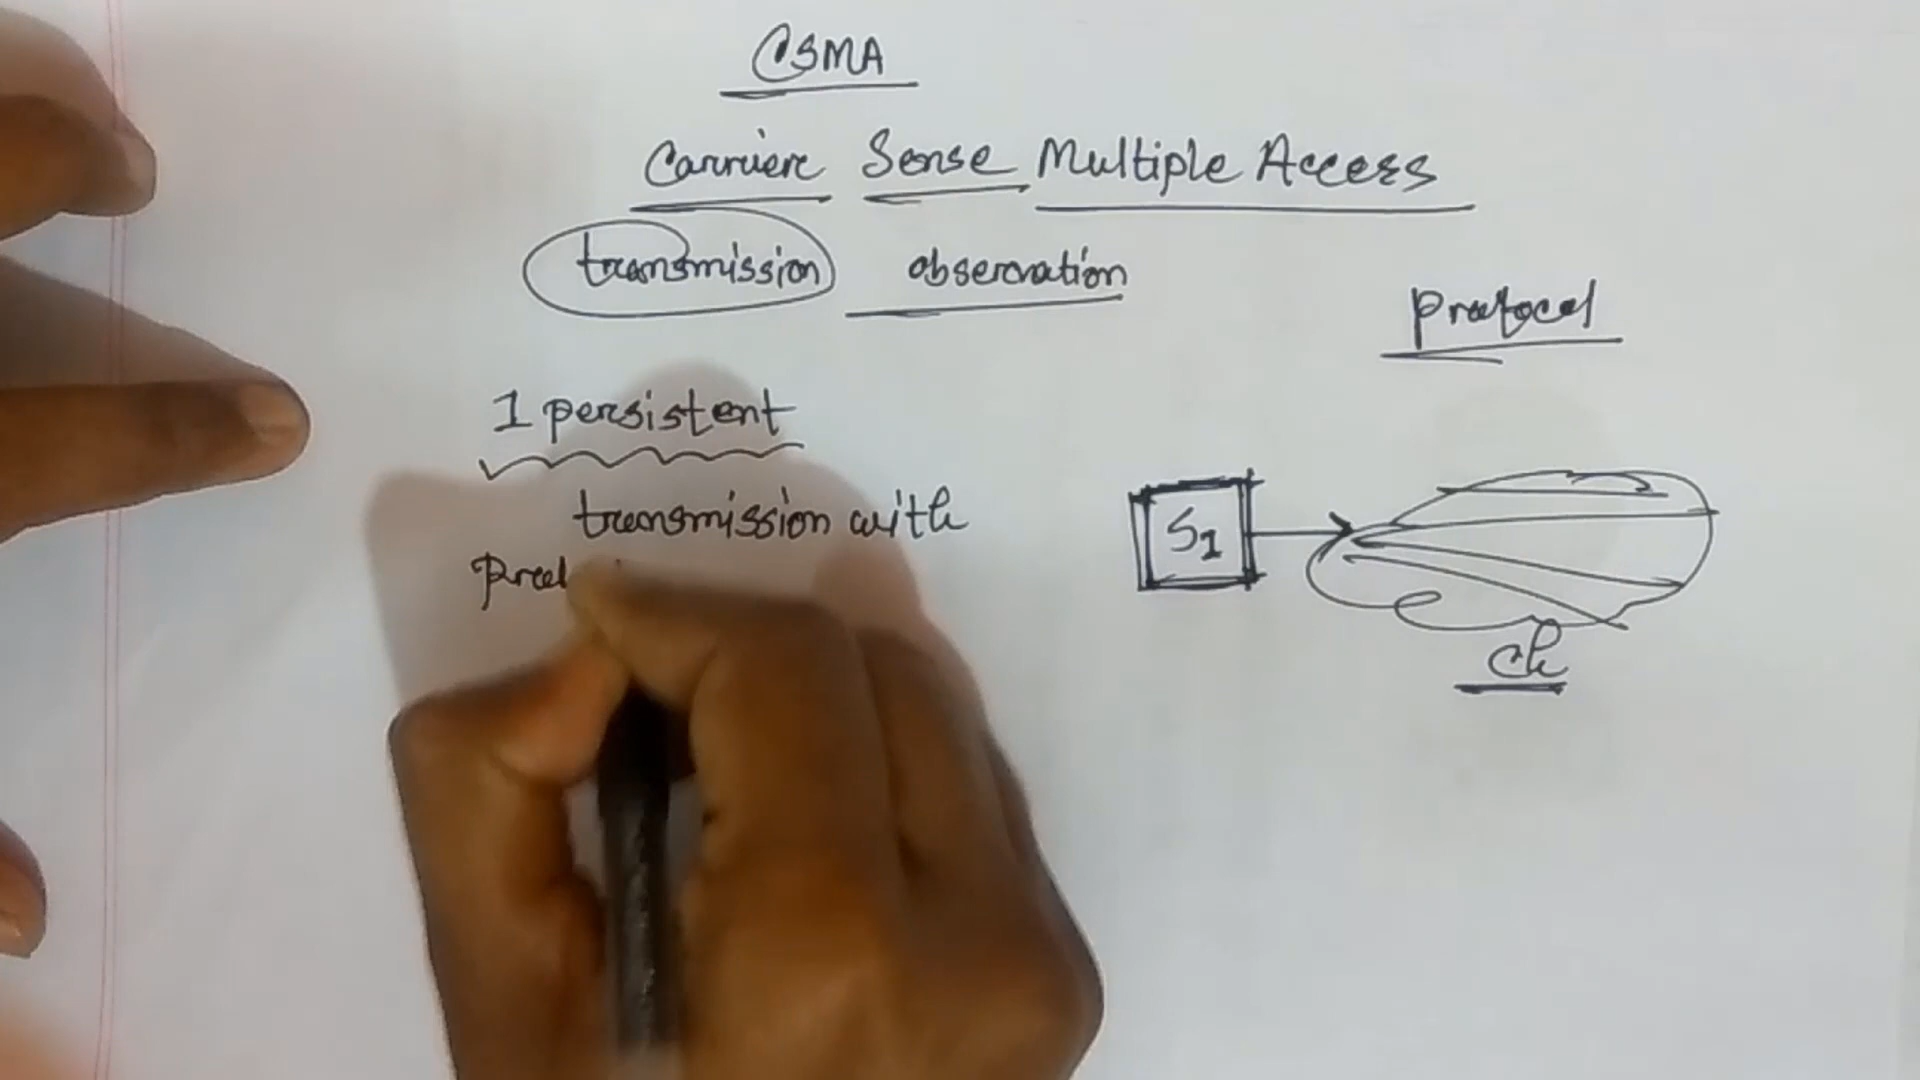 CSMA
Carrier Sense Multiple Access
transmission observation
protocol
1 persistent
transmission with
S1
ch